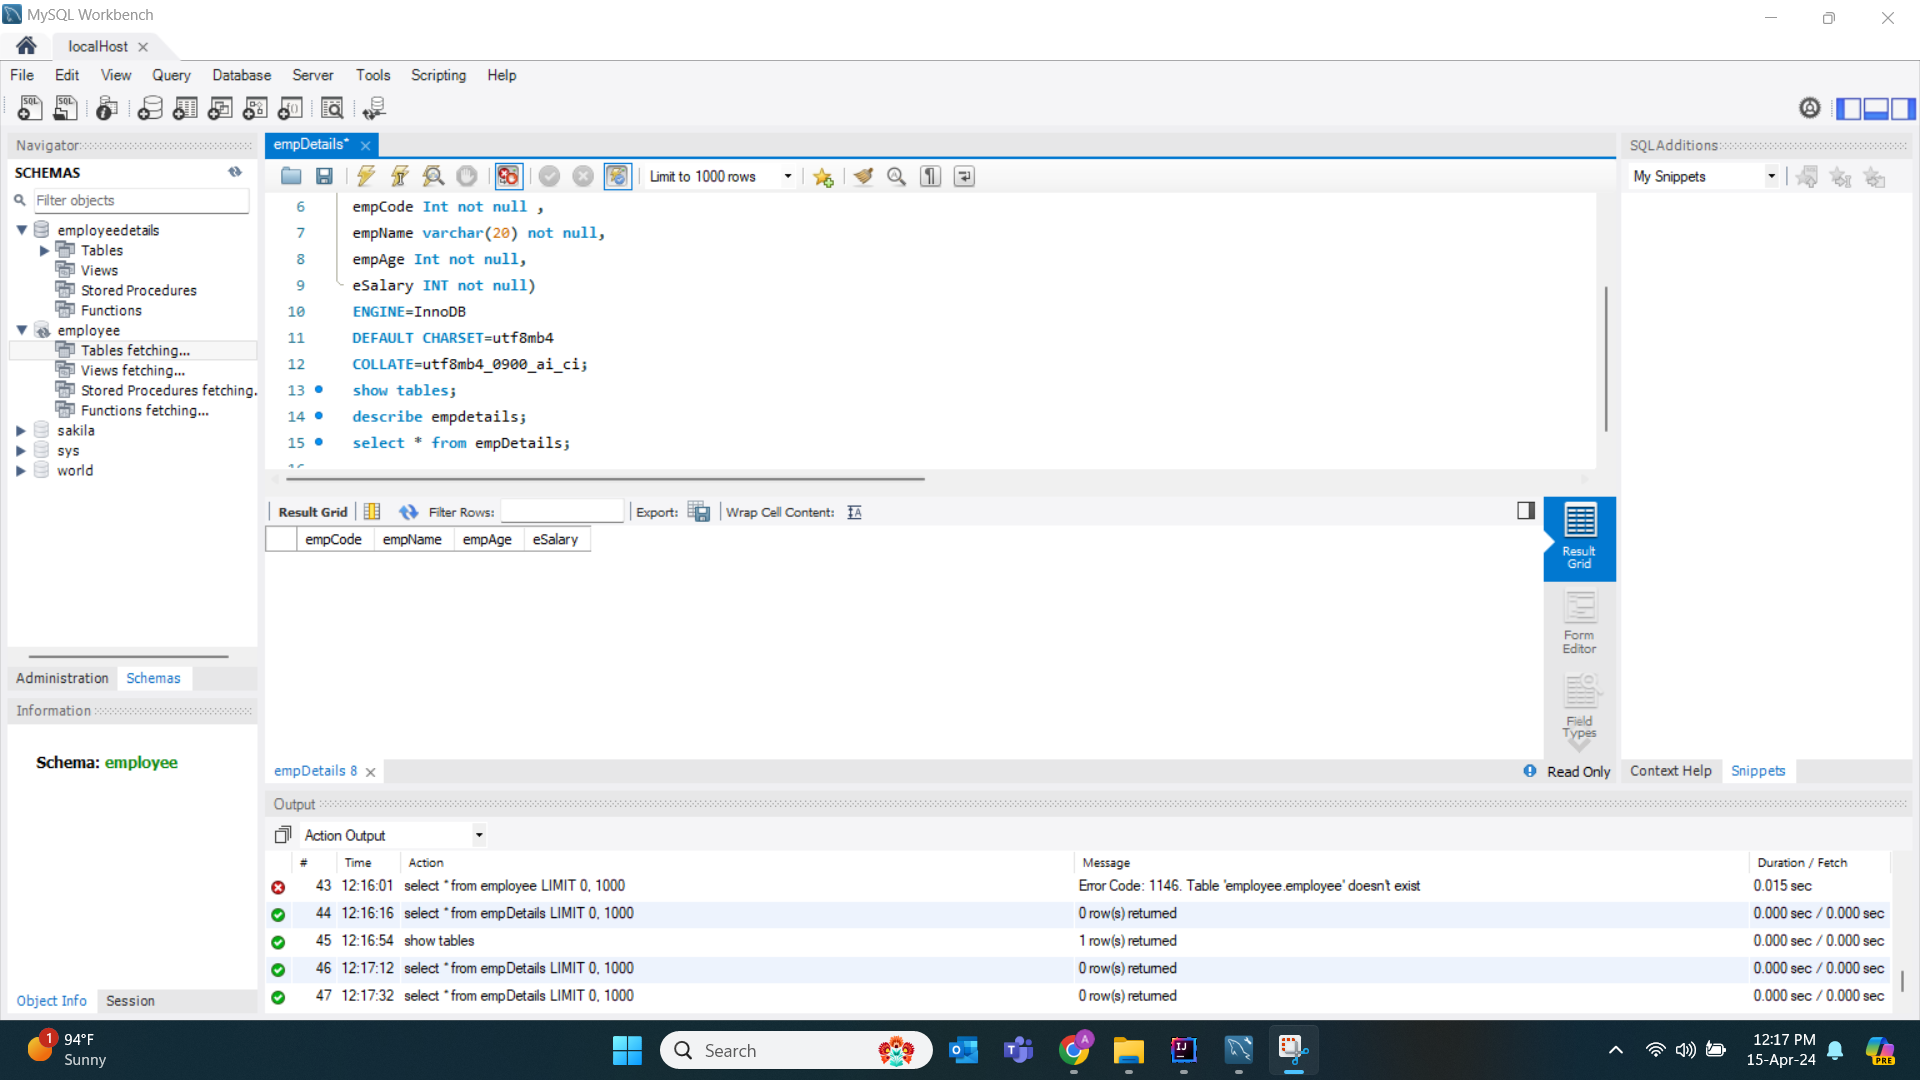 MySQL Workbench
localHost
File Edit View Query Database Server Tools Scripting Help
Navigator
SCHEMAS
Filter objects
employeedetails
Tables
Views
Stored Procedures
Functions
employee
Tables fetching...
Views fetching...
Stored Procedures fetching.
Functions fetching...
sakila
sys
world
Administration Schemas
Information
Schema: employee
Object Info Session
empDetails*
Limit to 1000 rows
6 empCode Int not null ,
7 empName varchar(20) not null,
8 empAge Int not null,
9 eSalary INT not null)
10 ENGINE=InnoDB
11 DEFAULT CHARSET=utf8mb4
12 COLLATE=utf8mb4_0900_ai_ci;
13 show tables;
14 describe empdetails;
15 select * from empDetails;
Result Grid Filter Rows: Export: Wrap Cell Content:
empCode empName empAge eSalary
Result
Grid
Form
Editor
Field
Types
empDetails 8
Read Only
SQLAdditions
My Snippets
Context Help Snippets
Output
Action Output
# Time Action Message Duration / Fetch
43 12:16:01 select * from employee LIMIT 0, 1000 Error Code: 1146. Table 'employee.employee' doesn't exist 0.015 sec
44 12:16:16 select * from empDetails LIMIT 0, 1000 0 row(s) returned 0.000 sec / 0.000 sec
45 12:16:54 show tables 1 row(s) returned 0.000 sec / 0.000 sec
46 12:17:12 select * from empDetails LIMIT 0, 1000 0 row(s) returned 0.000 sec / 0.000 sec
47 12:17:32 select * from empDetails LIMIT 0, 1000 0 row(s) returned 0.000 sec / 0.000 sec
1
94°F
Sunny
Search
A
IJ
12:17 PM
15-Apr-24
PRE